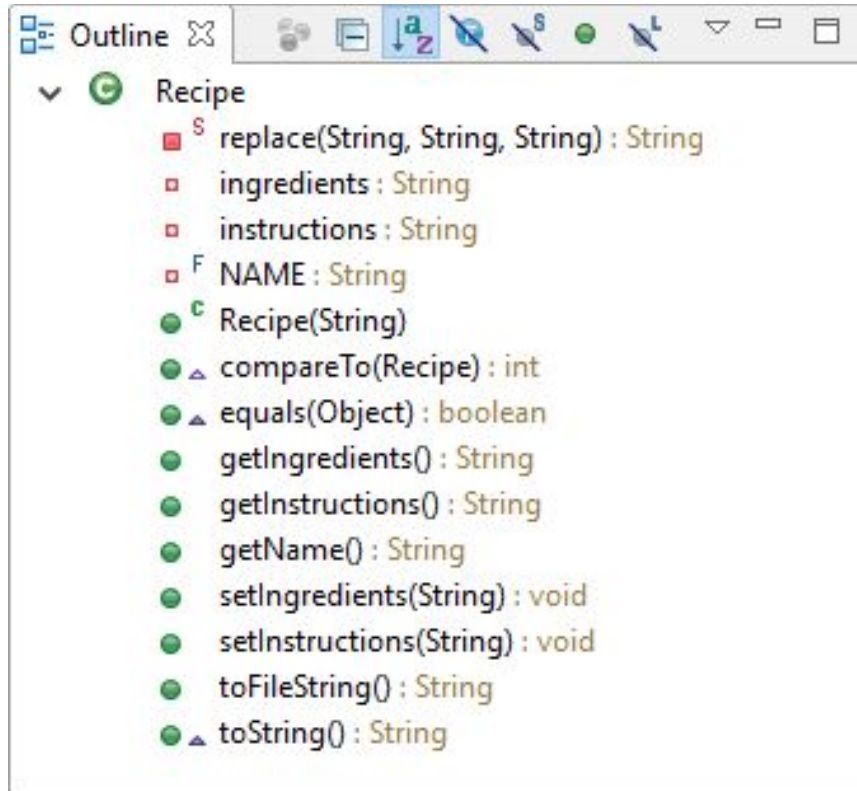 Outline
S L
Recipe
S replace(String, String, String) : String
ingredients : String
instructions : String
F NAME : String
C Recipe(String)
compareTo(Recipe) : int
equals(Object) : boolean
getIngredients() : String
getInstructions() : String
getName() : String
setIngredients(String) : void
setInstructions(String) : void
toFileString() : String
toString() : String